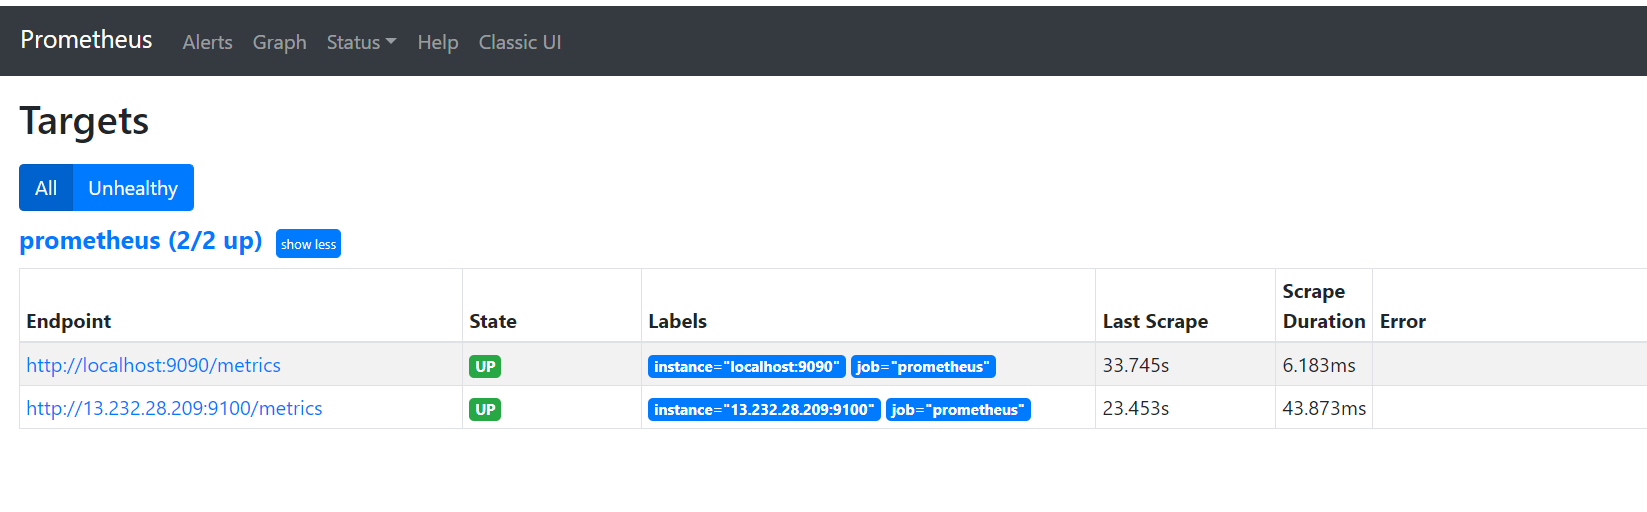 Prometheus Alerts Graph Status Help Classic UI
Targets
All Unhealthy
prometheus (2/2 up) show less
Endpoint State Labels Last Scrape Scrape Duration Error
http://localhost:9090/metrics UP instance="localhost:9090" job="prometheus" 33.745s 6.183ms
http://13.232.28.209:9100/metrics UP instance="13.232.28.209:9100" job="prometheus" 23.453s 43.873ms